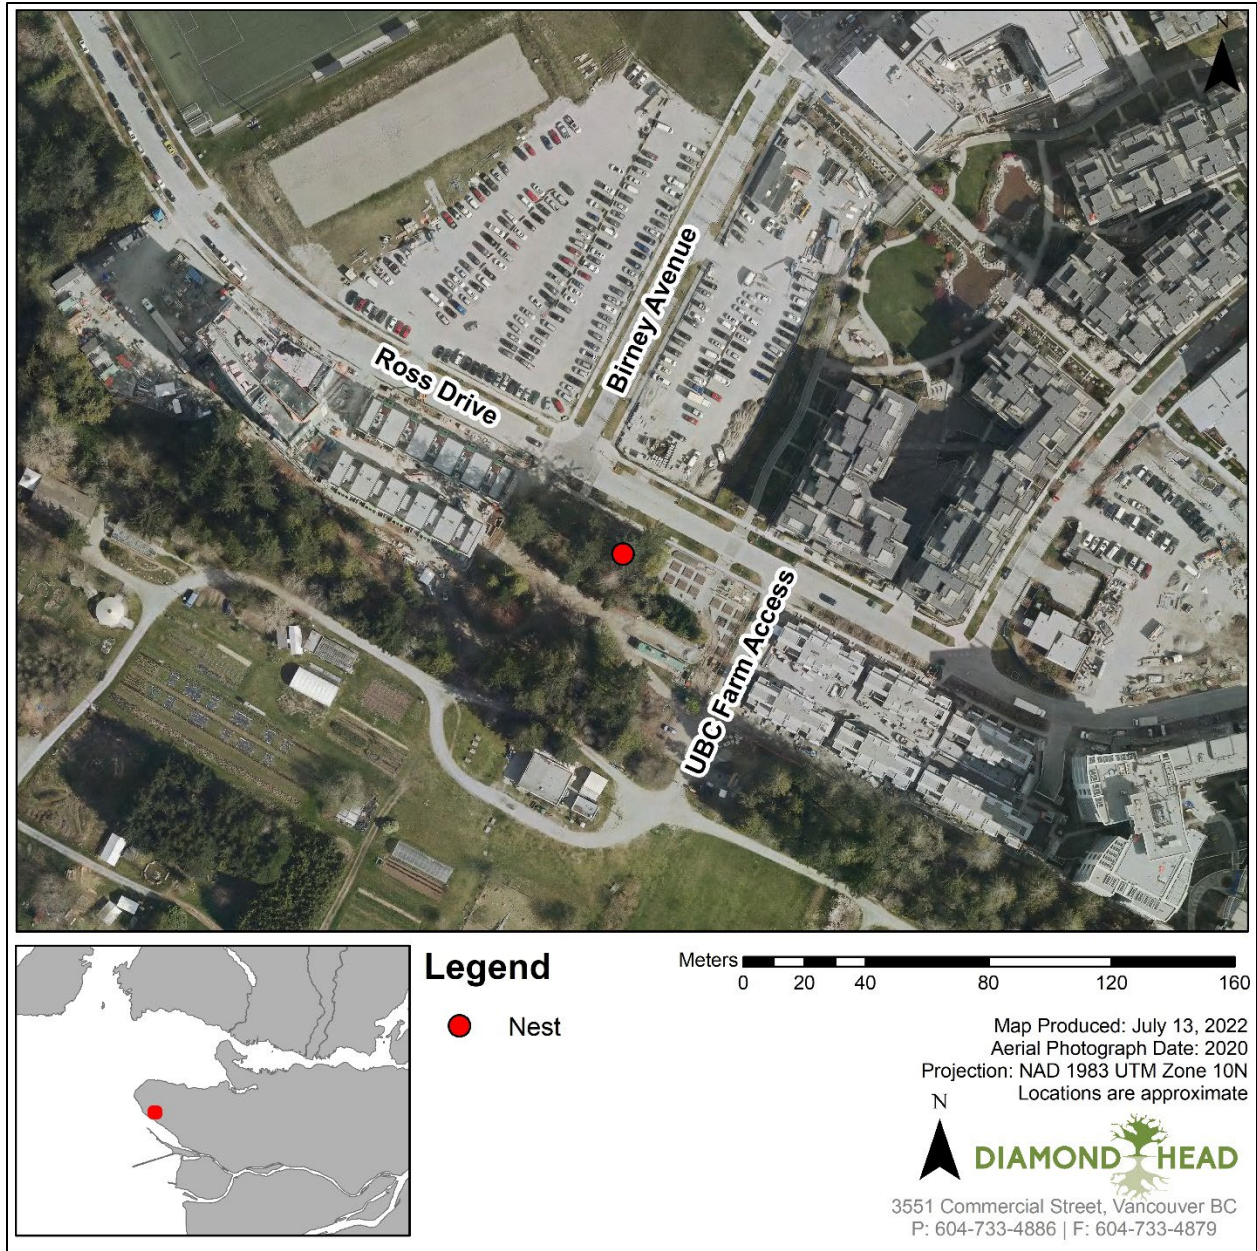 N
Ross Drive
Birney Avenue
UBC Farm Access
Legend
Nest
Meters
0 20 40 80 120 160
Map Produced: July 13, 2022
Aerial Photograph Date: 2020
Projection: NAD 1983 UTM Zone 10N
Locations are approximate
N
DIAMOND HEAD
3551 Commercial Street, Vancouver BC
P: 604-733-4886 | F: 604-733-4879